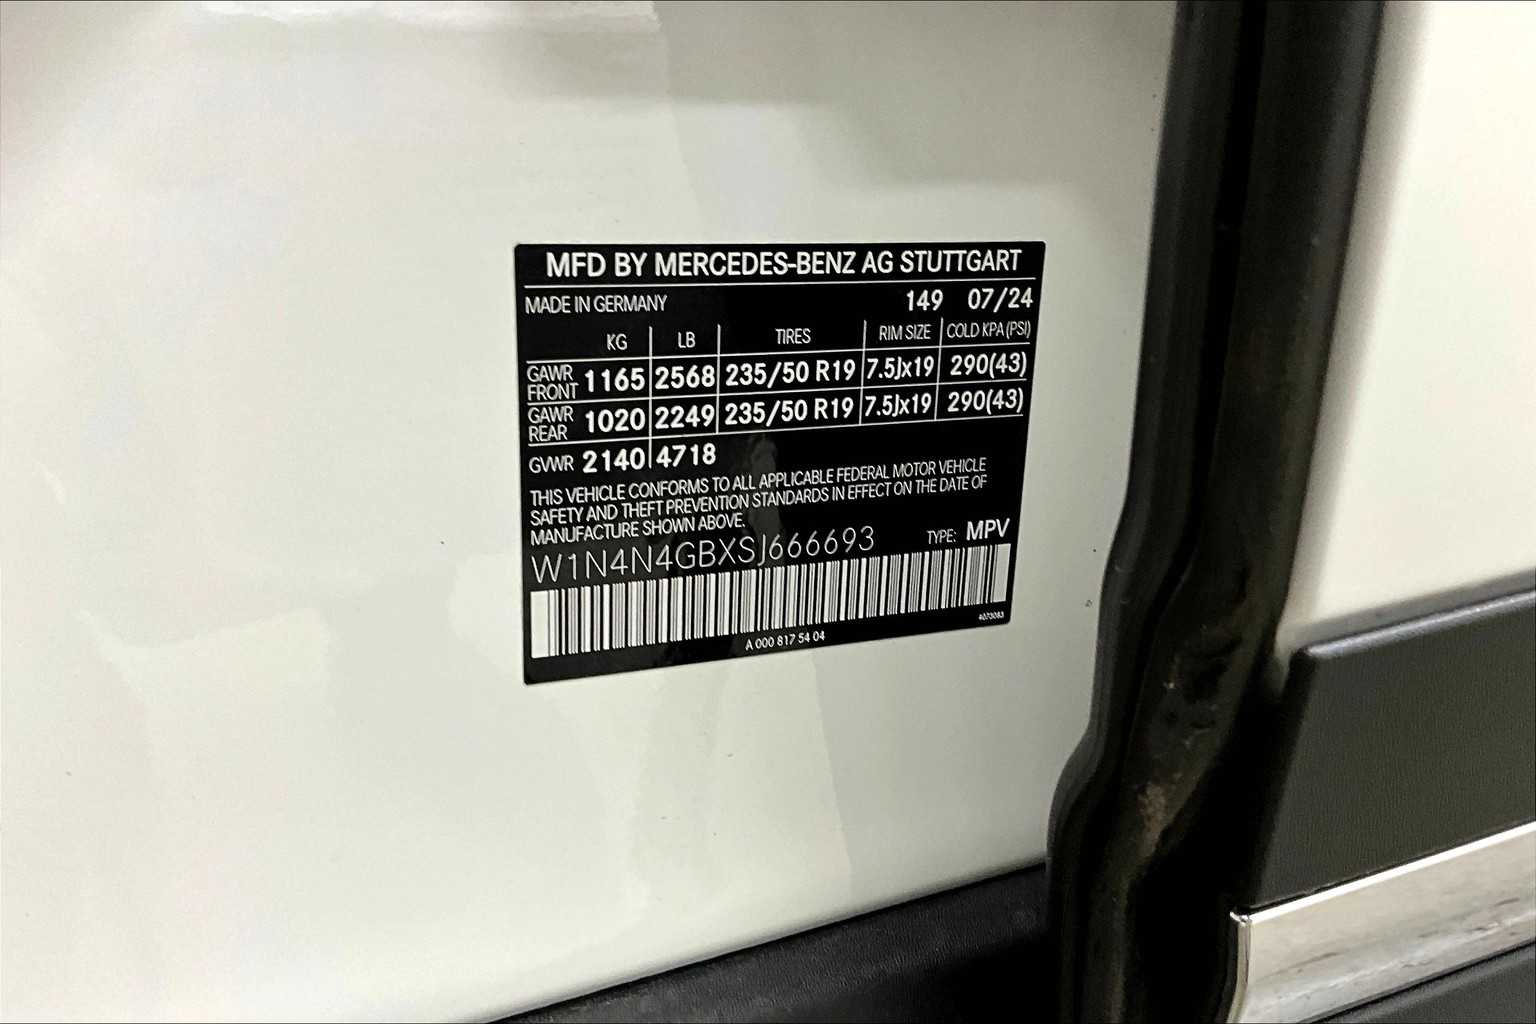 MFD BY MERCEDES-BENZ AG STUTTGART
MADE IN GERMANY 149 07/24
KG LB TIRES RIM SIZE COLD KPA (PSI)
GAWR FRONT 1165 2568 235/50 R19 7.5Jx19 290(43)
GAWR REAR 1020 2249 235/50 R19 7.5Jx19 290(43)
GVWR 2140 4718
THIS VEHICLE CONFORMS TO ALL APPLICABLE FEDERAL MOTOR VEHICLE
SAFETY AND THEFT PREVENTION STANDARDS IN EFFECT ON THE DATE OF
MANUFACTURE SHOWN ABOVE.
W1N4N4GBXSJ666693 TYPE: MPV
A 000 817 54 04 4073083